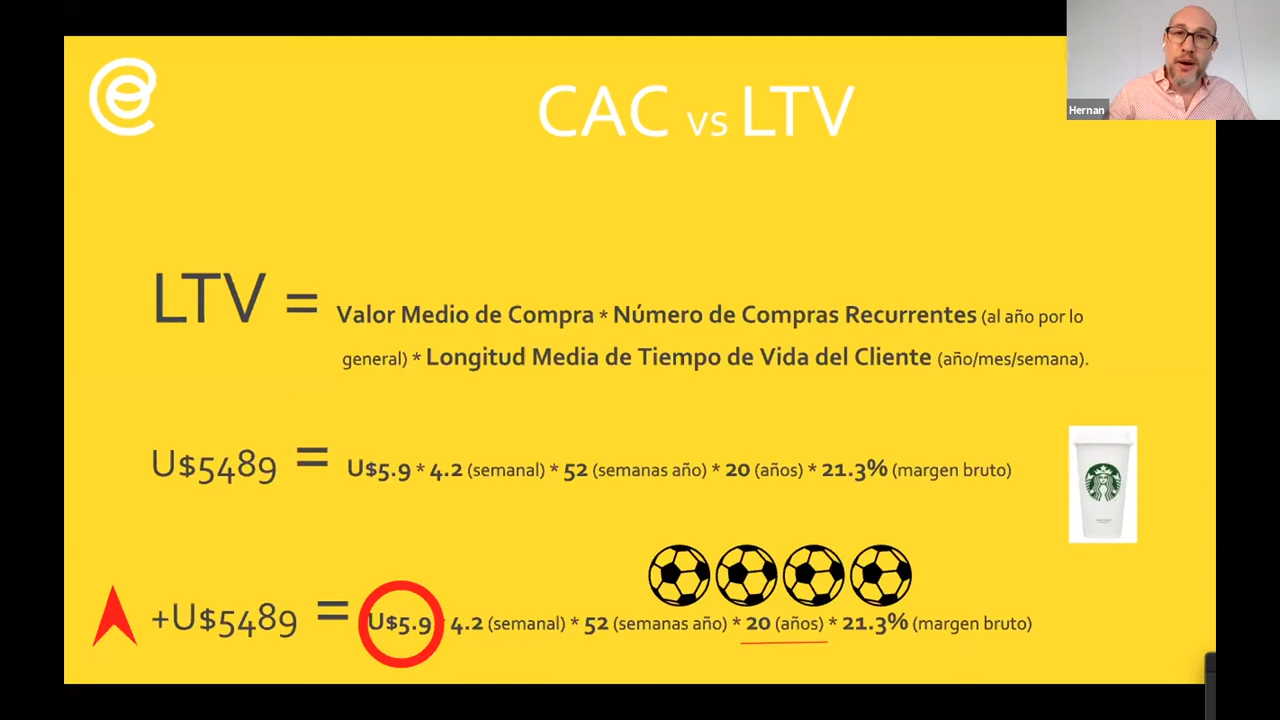 Hernan
CAC vs LTV
LTV = Valor Medio de Compra * Número de Compras Recurrentes (al año por lo
general) * Longitud Media de Tiempo de Vida del Cliente (año/mes/semana).
U$5489 = U$5.9 * 4.2 (semanal) * 52 (semanas año) * 20 (años) * 21.3% (margen bruto)
+U$5489 = U$5.9 4.2 (semanal) * 52 (semanas año) * 20 (años) * 21.3% (margen bruto)